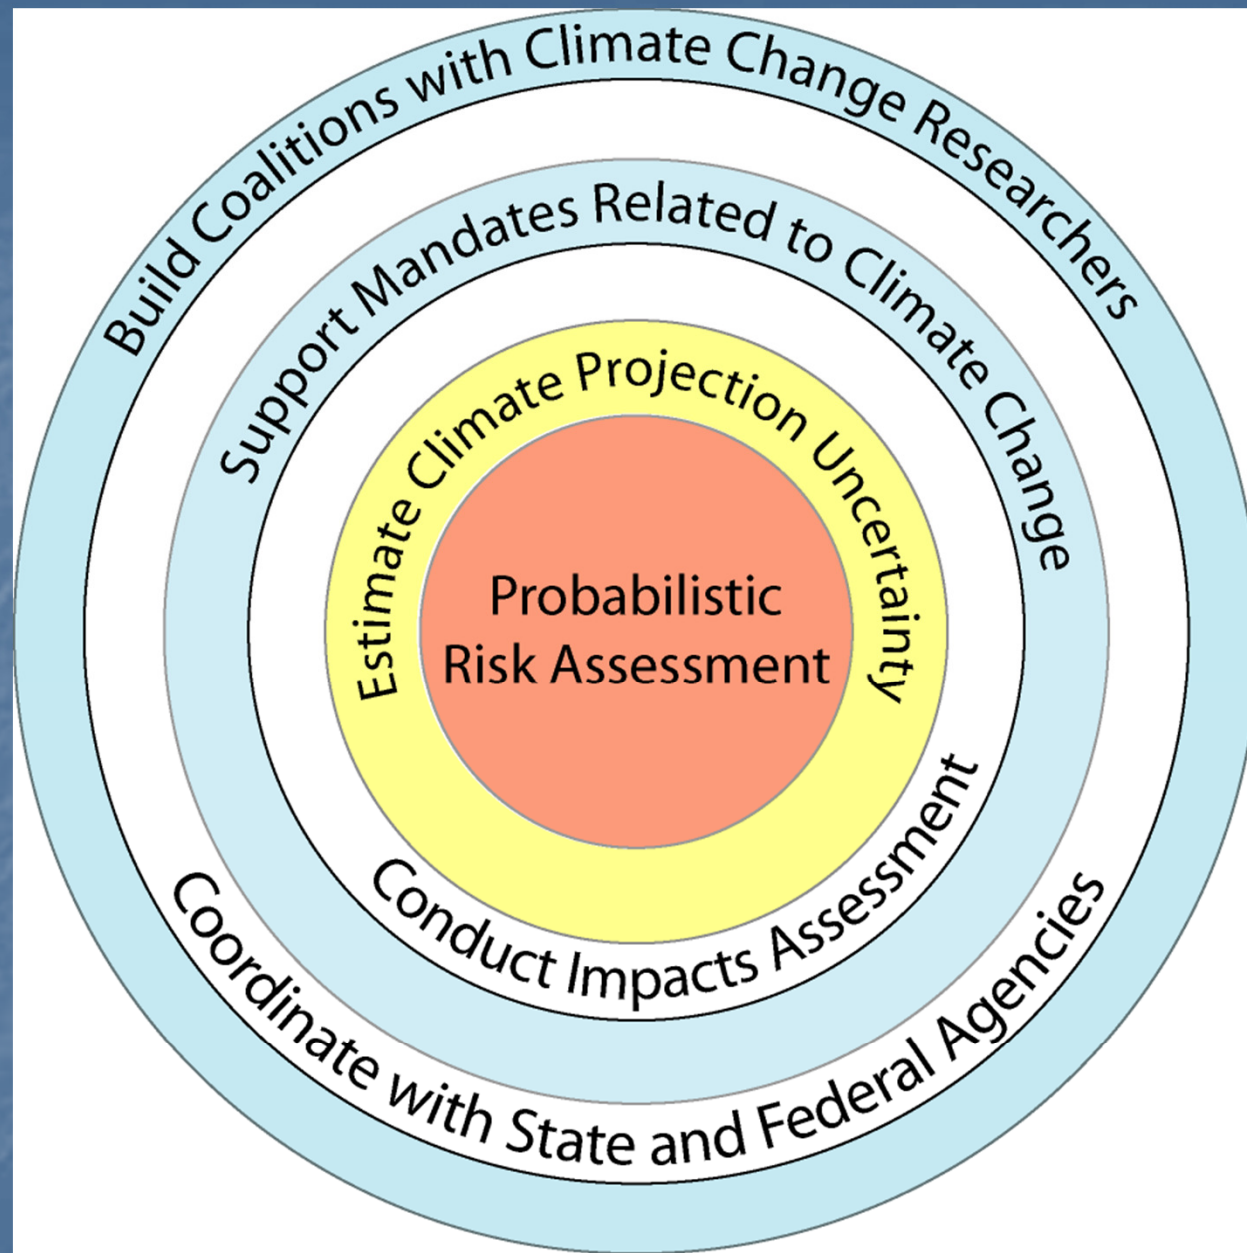 Build Coalitions with Climate Change Researchers
Support Mandates Related to Climate Change
Estimate Climate Projection Uncertainty
Probabilistic
Risk Assessment
Conduct Impacts Assessment
Coordinate with State and Federal Agencies